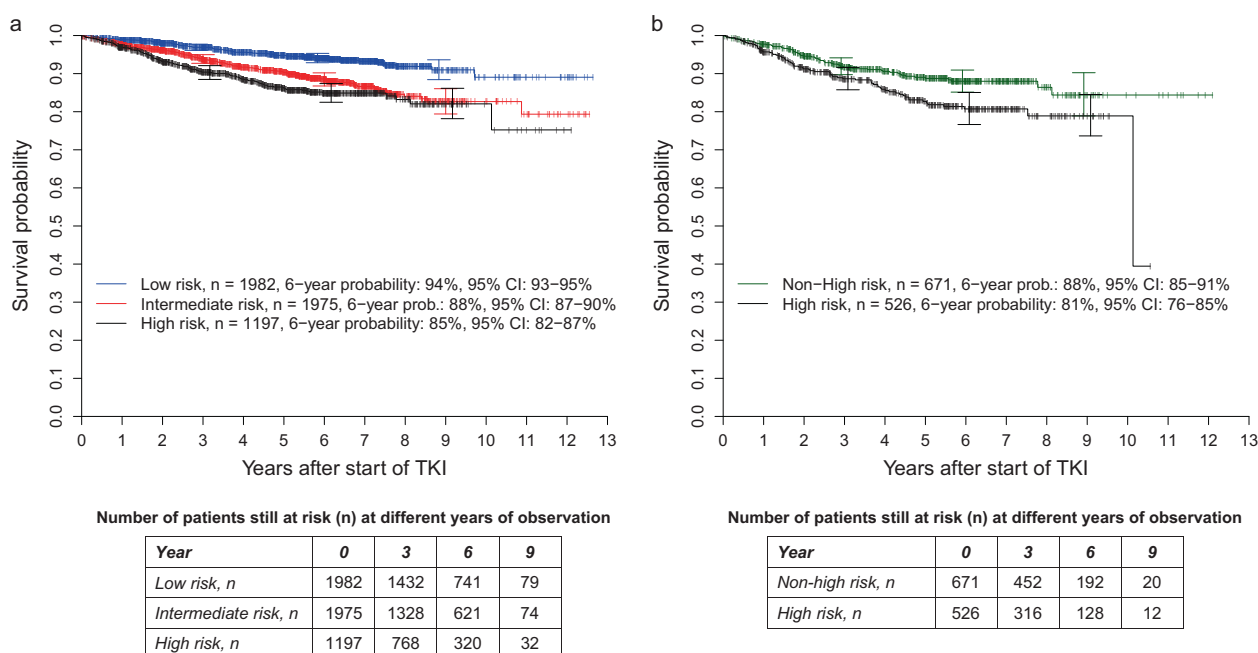 a
Survival probability
1.0
0.9
0.8
0.7
0.6
0.5
0.4
0.3
0.2
0.1
0.0
Low risk, n = 1982, 6−year probability: 94%, 95% CI: 93−95%
Intermediate risk, n = 1975, 6−year prob.: 88%, 95% CI: 87−90%
High risk, n = 1197, 6−year probability: 85%, 95% CI: 82−87%
0 1 2 3 4 5 6 7 8 9 10 11 12 13
Years after start of TKI
Number of patients still at risk (n) at different years of observation
Year 0 3 6 9
Low risk, n 1982 1432 741 79
Intermediate risk, n 1975 1328 621 74
High risk, n 1197 768 320 32
b
Survival probability
1.0
0.9
0.8
0.7
0.6
0.5
0.4
0.3
0.2
0.1
0.0
Non−High risk, n = 671, 6−year prob.: 88%, 95% CI: 85−91%
High risk, n = 526, 6−year probability: 81%, 95% CI: 76−85%
0 1 2 3 4 5 6 7 8 9 10 11 12 13
Years after start of TKI
Number of patients still at risk (n) at different years of observation
Year 0 3 6 9
Non-high risk, n 671 452 192 20
High risk, n 526 316 128 12